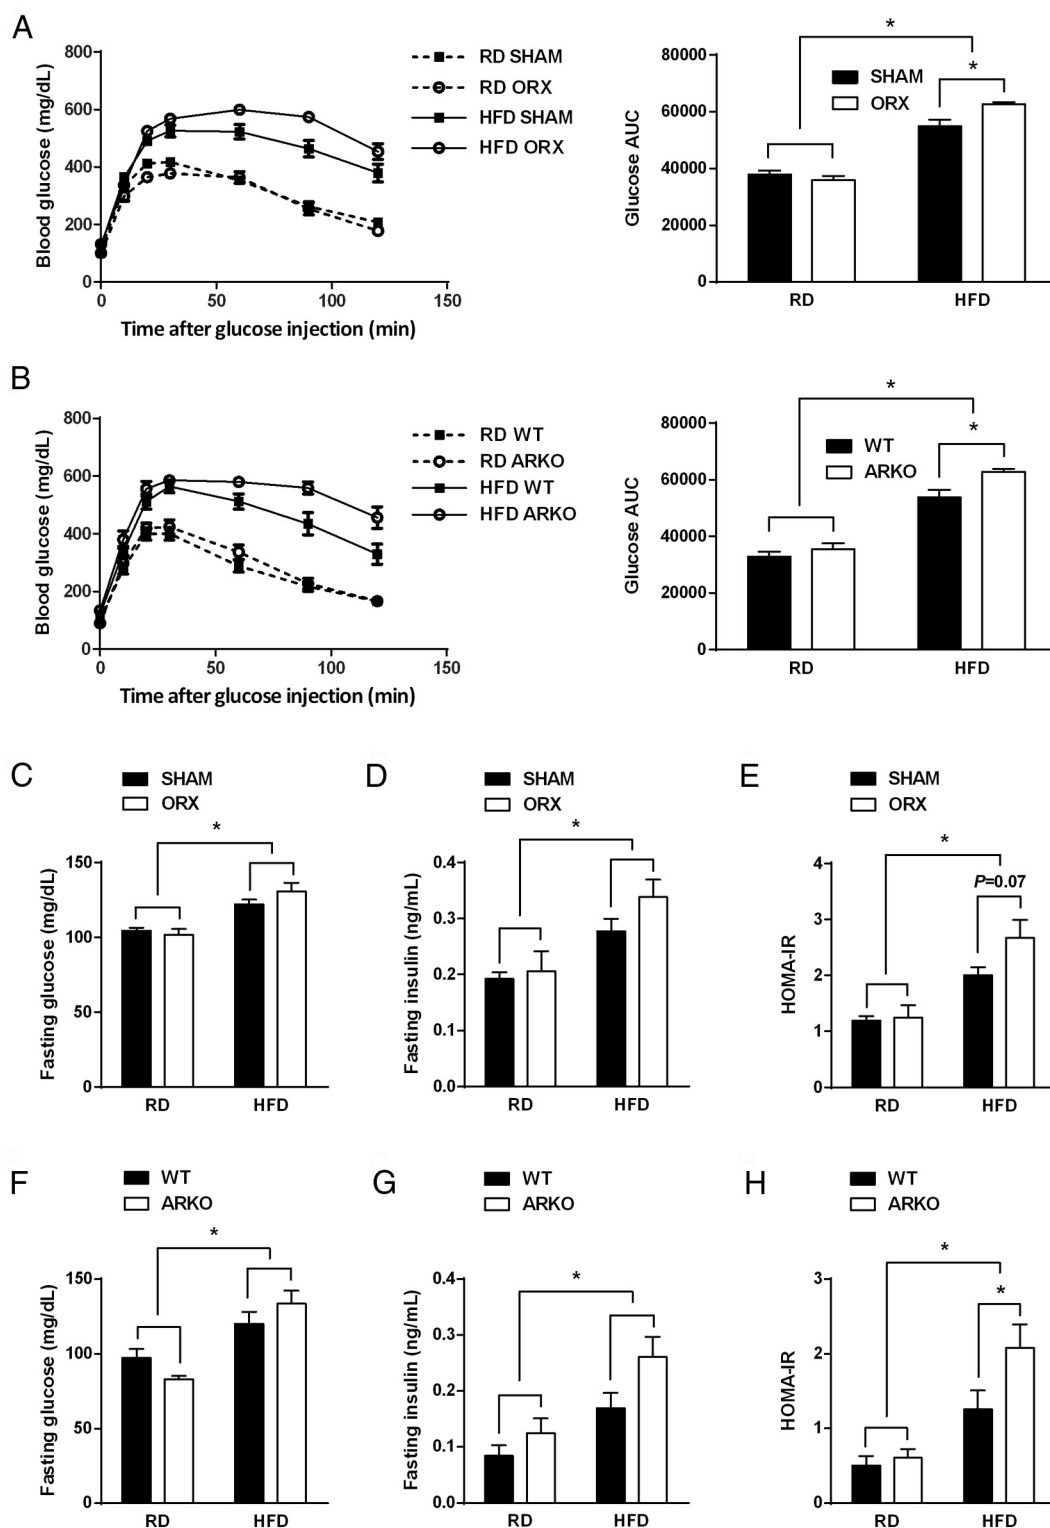 A
Blood glucose (mg/dL)
800
600
400
200
0
0 50 100 150
Time after glucose injection (min)
RD SHAM
RD ORX
HFD SHAM
HFD ORX
Glucose AUC
80000
60000
40000
20000
0
*
*
SHAM
ORX
RD HFD
B
Blood glucose (mg/dL)
800
600
400
200
0
0 50 100 150
Time after glucose injection (min)
RD WT
RD ARKO
HFD WT
HFD ARKO
Glucose AUC
80000
60000
40000
20000
0
*
*
WT
ARKO
RD HFD
C
SHAM
ORX
*
Fasting glucose (mg/dL)
150
100
50
0
RD HFD
D
SHAM
ORX
*
Fasting insulin (ng/mL)
0.4
0.3
0.2
0.1
0.0
RD HFD
E
SHAM
ORX
*
P=0.07
HOMA-IR
4
3
2
1
0
RD HFD
F
WT
ARKO
*
Fasting glucose (mg/dL)
150
100
50
0
RD HFD
G
WT
ARKO
*
Fasting insulin (ng/mL)
0.4
0.3
0.2
0.1
0.0
RD HFD
H
WT
ARKO
*
*
HOMA-IR
3
2
1
0
RD HFD